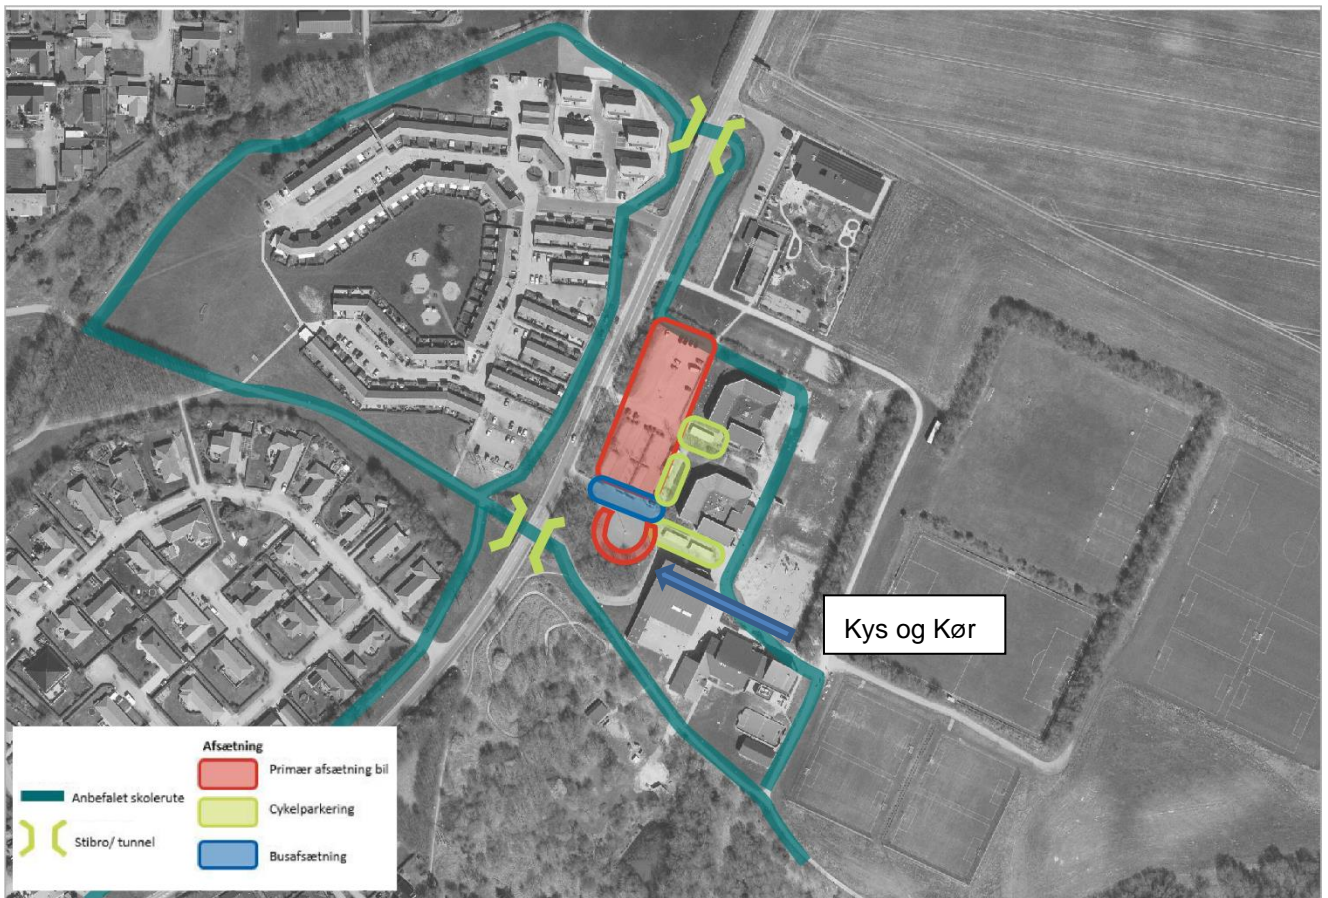 Kys og Kør
Afsætning
Primær afsætning bil
Anbefalet skolerute
Cykelparkering
Stibro/ tunnel
Busafsætning